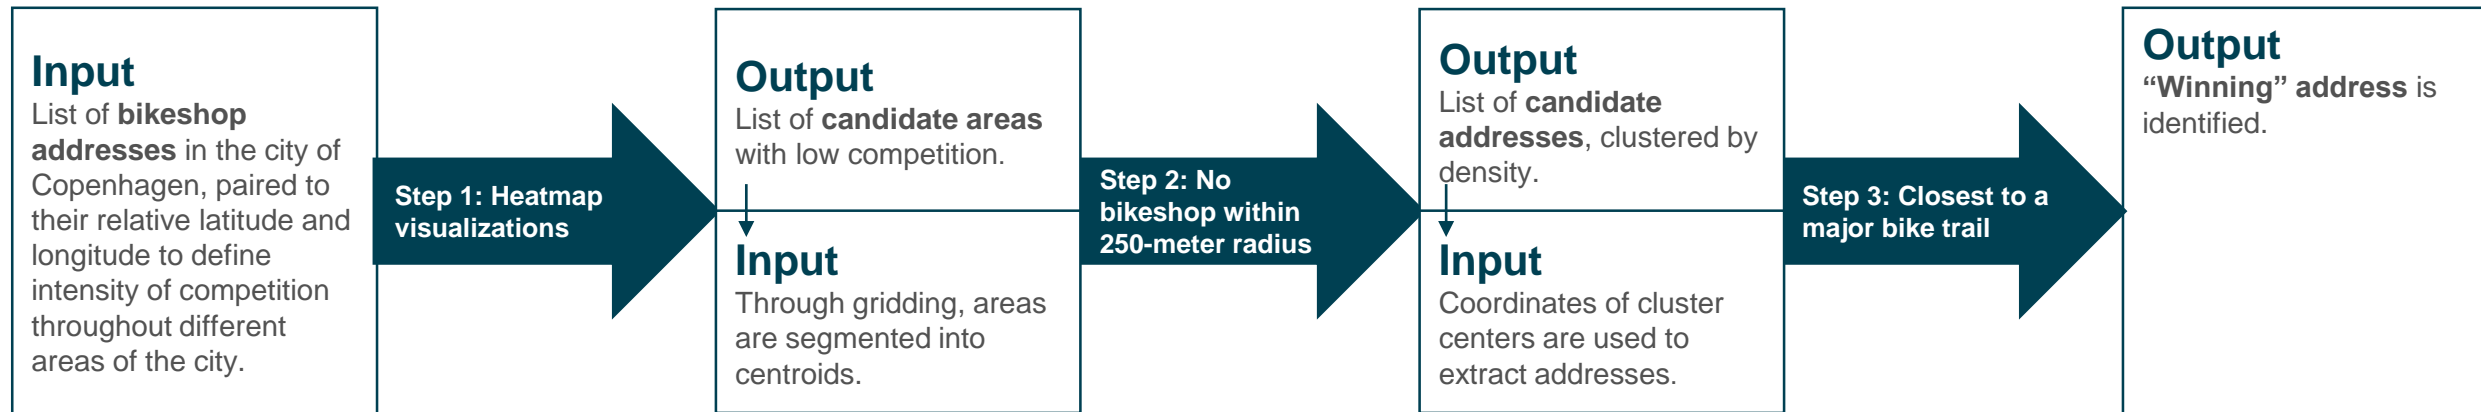 Input
List of bikeshop
addresses in the city of
Copenhagen, paired to
their relative latitude and
longitude to define
intensity of competition
throughout different
areas of the city.
Step 1: Heatmap
visualizations
Output
List of candidate areas
with low competition.
Input
Through gridding, areas
are segmented into
centroids.
Step 2: No
bikeshop within
250-meter radius
Output
List of candidate
addresses, clustered by
density.
Input
Coordinates of cluster
centers are used to
extract addresses.
Step 3: Closest to a
major bike trail
Output
“Winning” address is
identified.